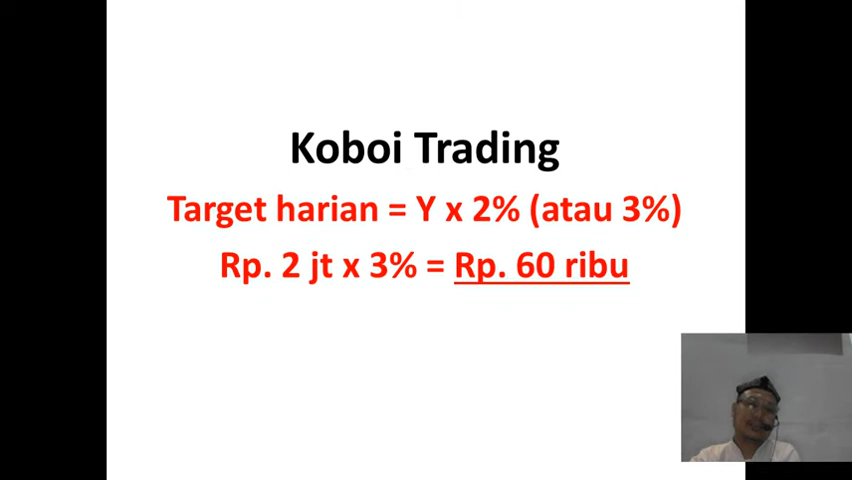 Koboi Trading
Target harian = Y x 2% (atau 3%)
Rp. 2 jt x 3% = Rp. 60 ribu